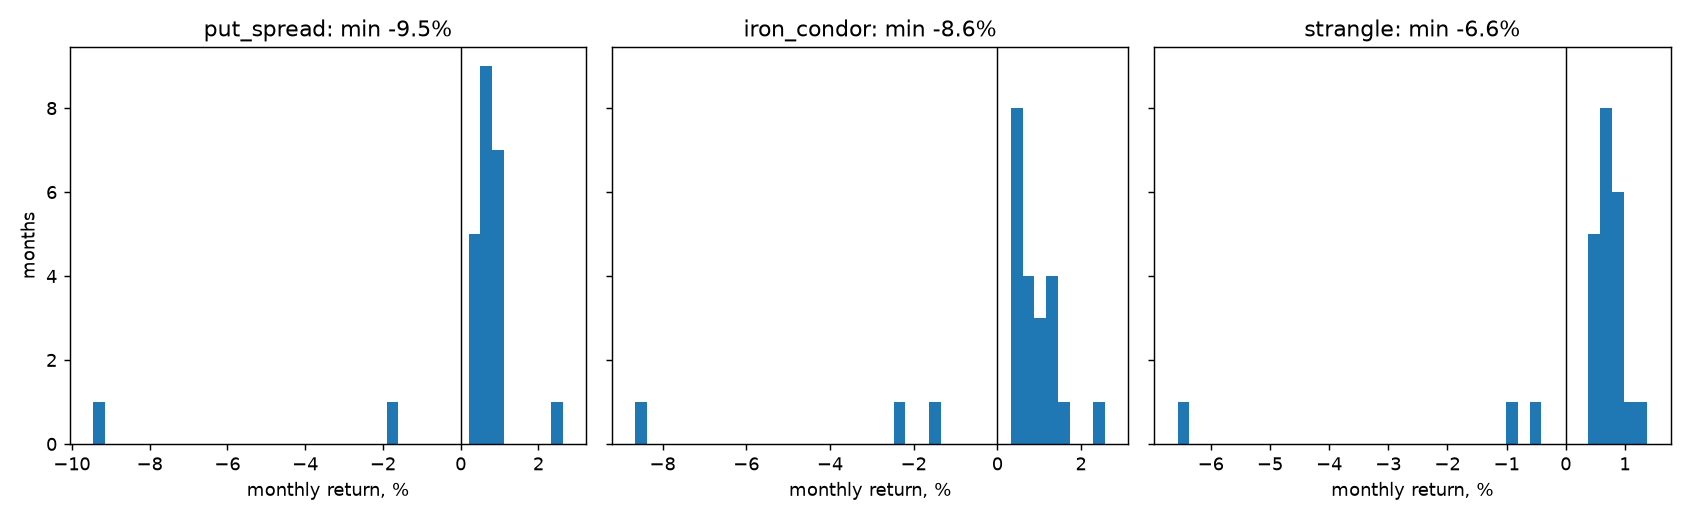 put_spread: min -9.5%
iron_condor: min -8.6%
strangle: min -6.6%
months
8
6
4
2
0
−10 −8 −6 −4 −2 0 2
−8 −6 −4 −2 0 2
−6 −5 −4 −3 −2 −1 0 1
monthly return, %
monthly return, %
monthly return, %